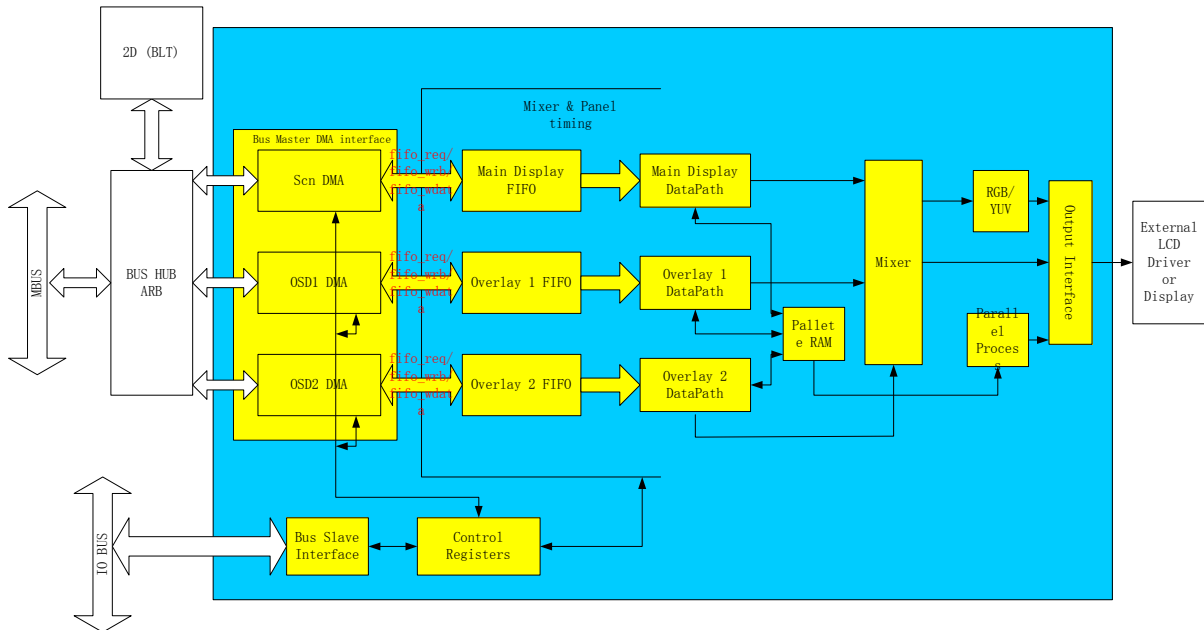 2D (BLT)
Mixer & Panel
timing
Bus Master DMA interface
fifo_req/
fifo_wrb/
fifo_wdat
a
Scn DMA
Main Display
FIFO
Main Display
DataPath
RGB/
YUV
Output Interface
External
LCD
Driver
or
Display
MBUS
BUS HUB
ARB
OSD1 DMA
fifo_req/
fifo_wrb/
fifo_wdat
a
Overlay 1 FIFO
Overlay 1
DataPath
Mixer
Pallet
e RAM
Parall
el
Proces
s
OSD2 DMA
fifo_req/
fifo_wrb/
fifo_wdat
a
Overlay 2 FIFO
Overlay 2
DataPath
IO BUS
Bus Slave
Interface
Control
Registers